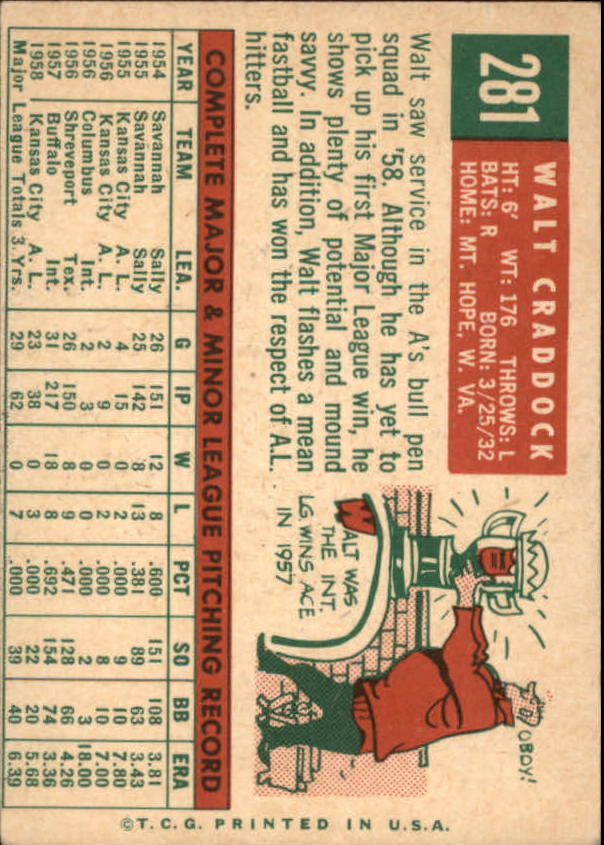 281
WALT CRADDOCK
HT: 6' WT: 176 THROWS: L
BATS: R BORN: 3/25/32
HOME: MT. HOPE, W. VA.
Walt saw service in the A's bull pen
squad in '58. Although he has yet to
pick up his first Major League win, he
shows plenty of potential and mound
savvy. In addition, Walt flashes a mean
fastball and has won the respect of A.L.
hitters.
OBOY!
WALT WAS
THE INT.
LG. WINS ACE
IN 1957
COMPLETE MAJOR & MINOR LEAGUE PITCHING RECORD
YEAR TEAM LEA. G IP W L PCT SO BB ERA
1954 Savannah Sally 26 151 12 8 .600 151 108 3.81
1955 Savannah Sally 25 142 8 13 .381 89 63 3.43
1955 Kansas City A. L. 4 15 0 2 .000 9 10 7.80
1956 Kansas City A. L. 2 9 0 2 .000 8 10 7.00
1956 Columbus Int. 2 3 0 0 .000 2 3 18.00
1956 Shreveport Tex. 26 150 8 9 .471 128 66 4.26
1957 Buffalo Int. 31 217 18 8 .692 154 74 3.36
1958 Kansas City A. L. 23 38 0 3 .000 22 20 5.68
Major League Totals 3 Yrs. 29 62 0 7 .000 39 40 6.39
©T.C.G. PRINTED IN U.S.A.